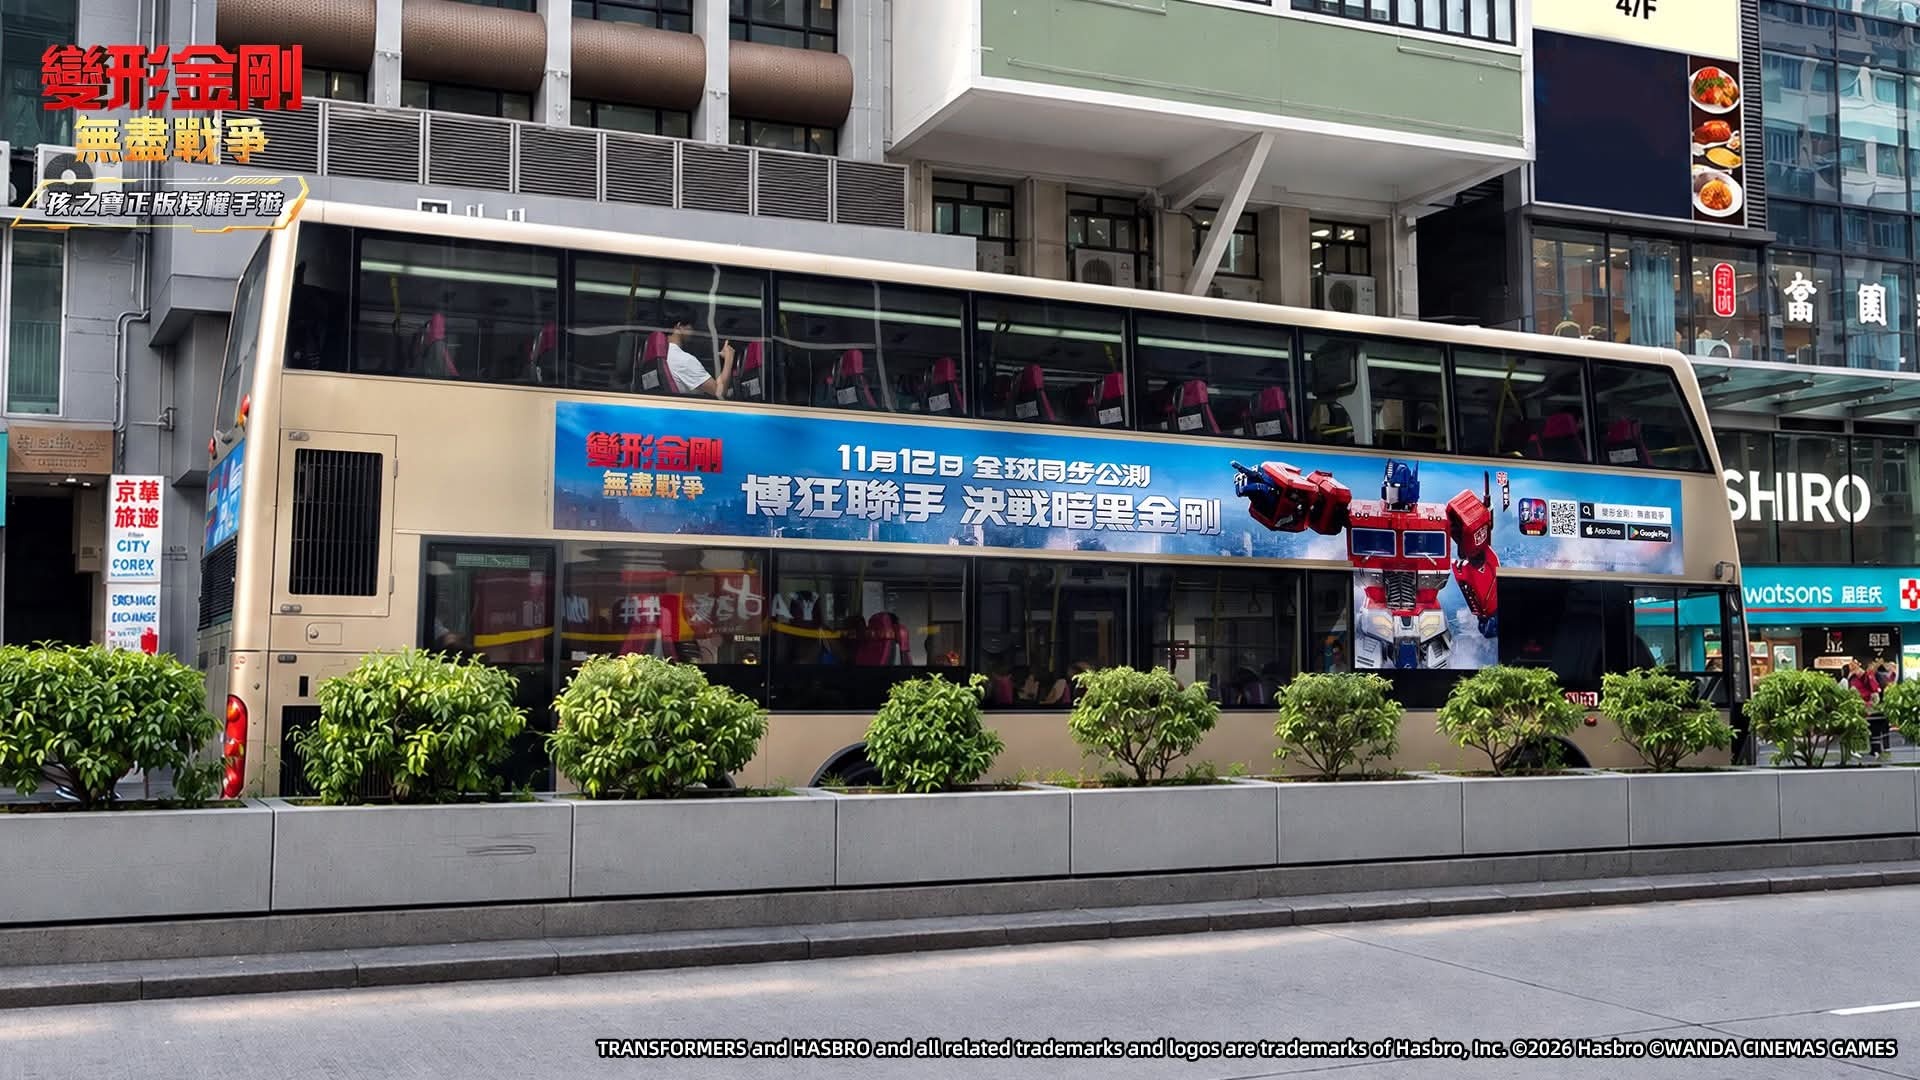 變形金剛
無盡戰爭
孩之寶正版授權手遊
4/F
富
園
SHIRO
京華
旅遊
CITY
FOREX
EXCHANGE
變形金剛
無盡戰爭
11月12日 全球同步公測
博狂聯手 決戰暗黑金剛
變形金剛：無盡戰爭
App Store
Google Play
watsons 屈臣氏
TRANSFORMERS and HASBRO and all related trademarks and logos are trademarks of Hasbro, Inc. ©2026 Hasbro ©WANDA CINEMAS GAMES